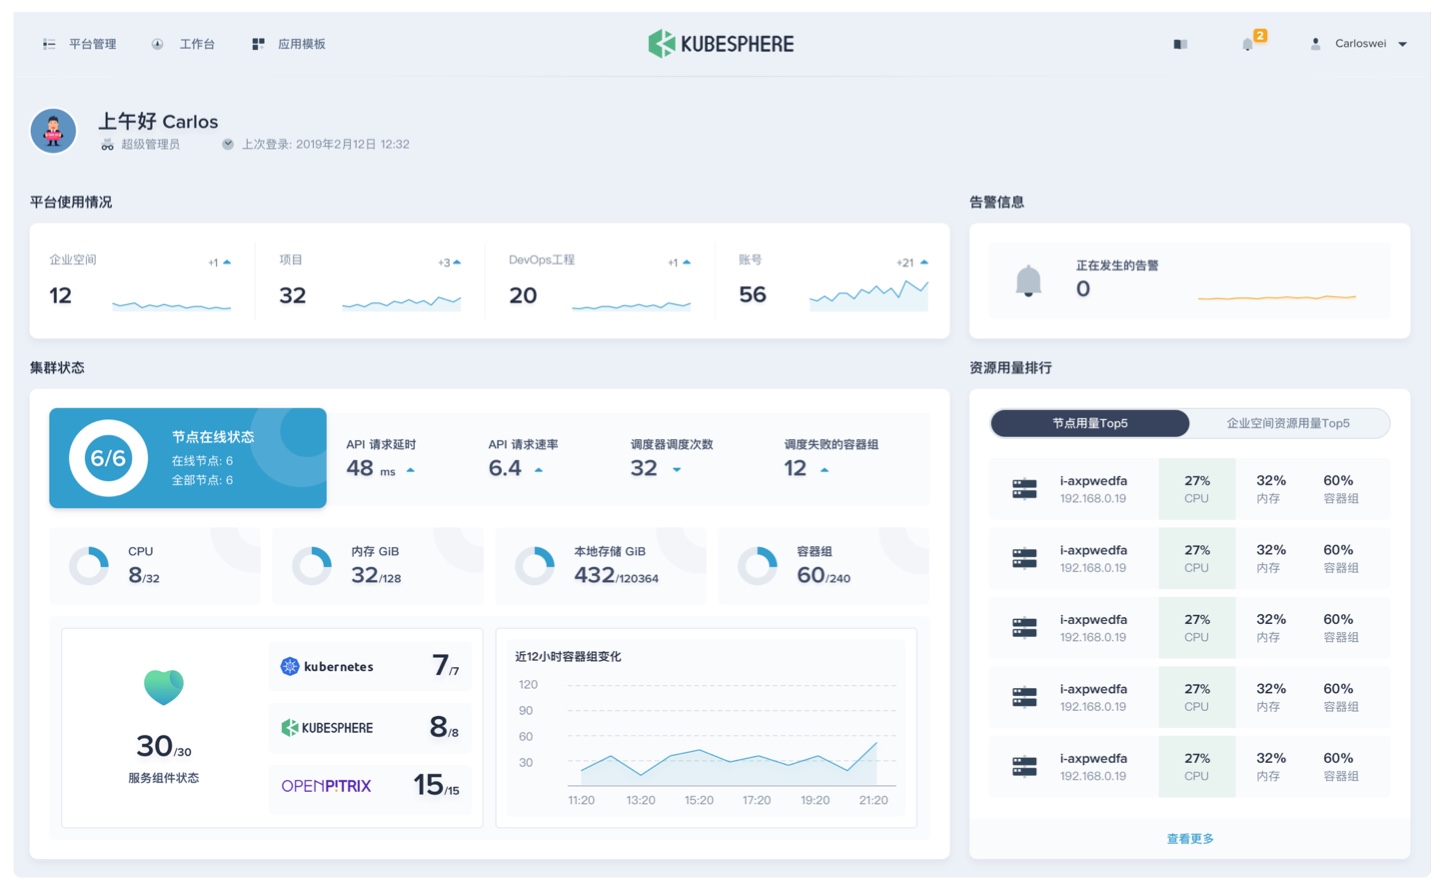 平台管理
工作台
应用模板
KUBESPHERE
2
Carloswei
上午好 Carlos
超级管理员
上次登录: 2019年2月12日 12:32
平台使用情况
企业空间
+1
12
项目
+3
32
DevOps工程
+1
20
账号
+21
56
告警信息
正在发生的告警
0
集群状态
6/6
节点在线状态
在线节点: 6
全部节点: 6
API 请求延时
48 ms
API 请求速率
6.4
调度器调度次数
32
调度失败的容器组
12
CPU
8/32
内存 GiB
32/128
本地存储 GiB
432/120364
容器组
60/240
30/30
服务组件状态
kubernetes
7/7
KUBESPHERE
8/8
OPENP!TRIX
15/15
近12小时容器组变化
120
90
60
30
11:20 13:20 15:20 17:20 19:20 21:20
资源用量排行
节点用量Top5
企业空间资源用量Top5
i-axpwedfa 27% 32% 60%
192.168.0.19 CPU 内存 容器组
i-axpwedfa 27% 32% 60%
192.168.0.19 CPU 内存 容器组
i-axpwedfa 27% 32% 60%
192.168.0.19 CPU 内存 容器组
i-axpwedfa 27% 32% 60%
192.168.0.19 CPU 内存 容器组
i-axpwedfa 27% 32% 60%
192.168.0.19 CPU 内存 容器组
查看更多